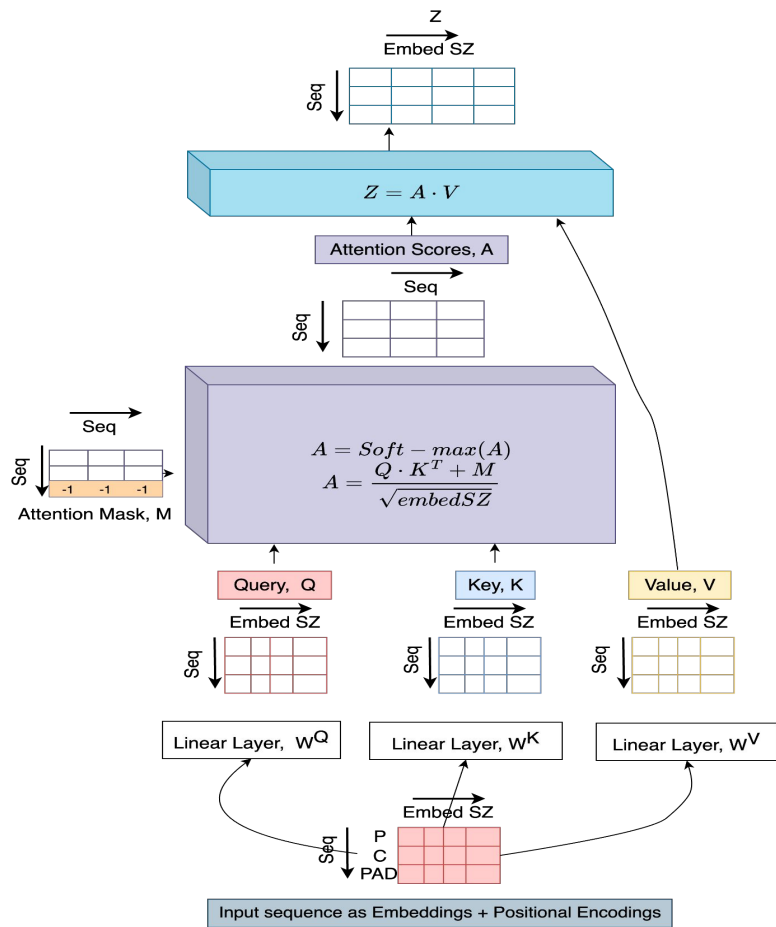 Z
Embed SZ
Seq
Z = A · V
Attention Scores, A
Seq
Seq
Seq
Seq
-1 -1 -1
Attention Mask, M
A = Soft − max(A)
A = \frac{Q · K^T + M}{\sqrt{embedSZ}}
Query, Q
Key, K
Value, V
Embed SZ
Embed SZ
Embed SZ
Seq
Seq
Seq
Linear Layer, W^Q
Linear Layer, W^K
Linear Layer, W^V
Embed SZ
Seq
P
C
PAD
Input sequence as Embeddings + Positional Encodings